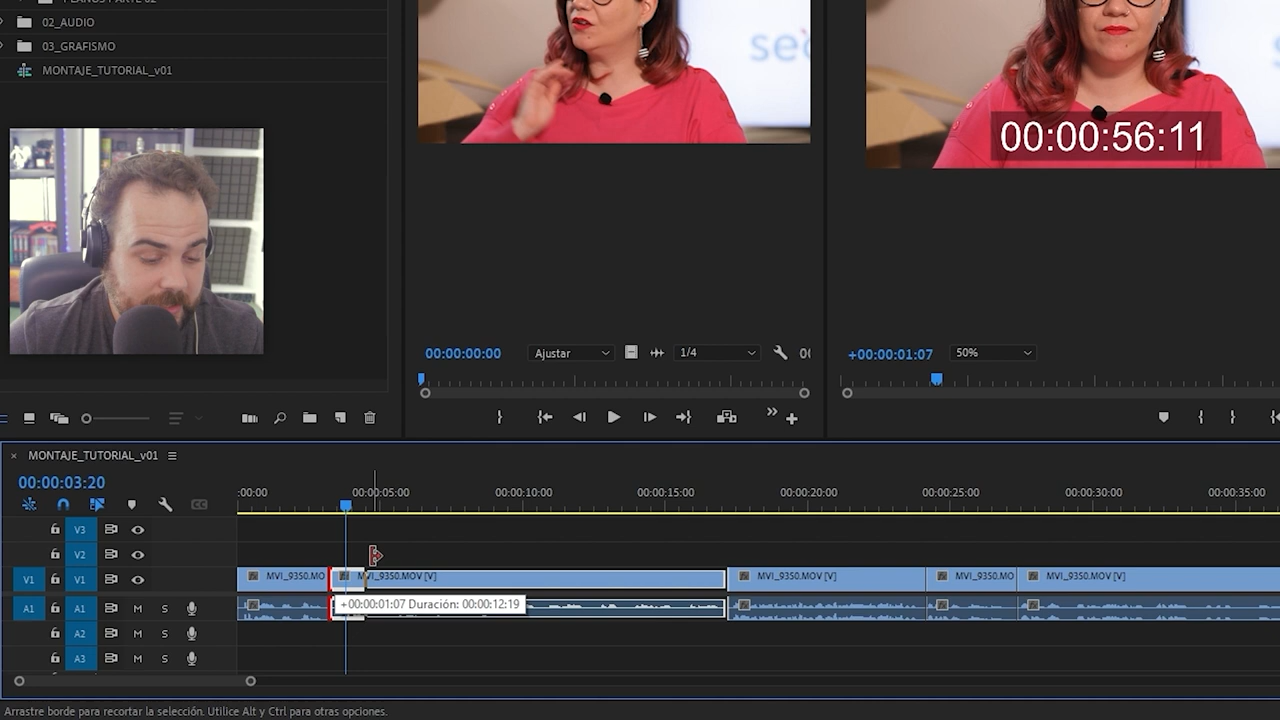 PLANOS PARTE 02
02_AUDIO
03_GRAFISMO
MONTAJE_TUTORIAL_v01
00:00:56:11
00:00:00:00
Ajustar
1/4
+00:00:01:07
50%
MONTAJE_TUTORIAL_v01
00:00:03:20
:00:00
00:00:05:00
00:00:10:00
00:00:15:00
00:00:20:00
00:00:25:00
00:00:30:00
00:00:35:00
V3
V2
V1 V1
MVI_9350.MO
MVI_9350.MOV [V]
MVI_9350.MOV [V]
MVI_9350.MO
MVI_9350.MOV [V]
A1 A1 M S
+00:00:01:07 Duración: 00:00:12:19
A2 M S
A3 M S
Arrastre borde para recortar la selección. Utilice Alt y Ctrl para otras opciones.